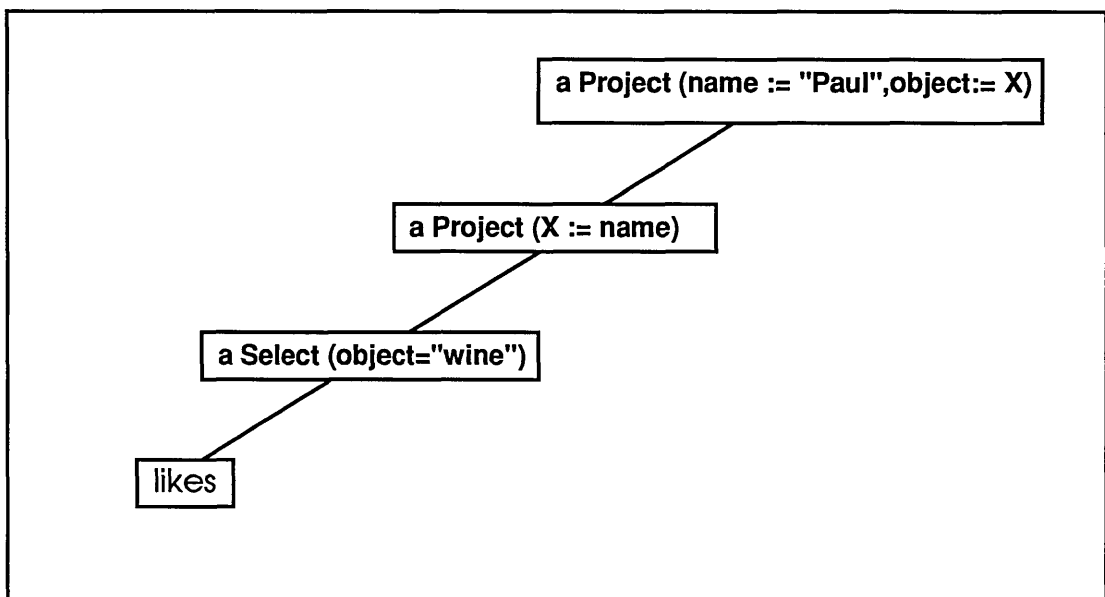 a Project (name := "Paul",object:= X)
a Project (X := name)
a Select (object="wine")
likes